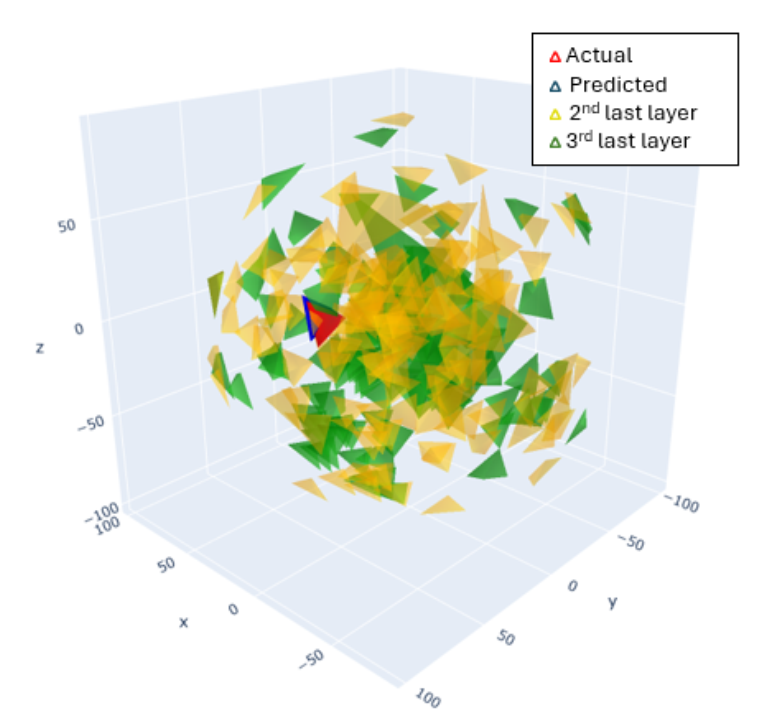 △ Actual
△ Predicted
△ 2nd last layer
△ 3rd last layer
50
0
z
−50
−100
100
50
x
0
−50
−100
−50
0
y
50
100